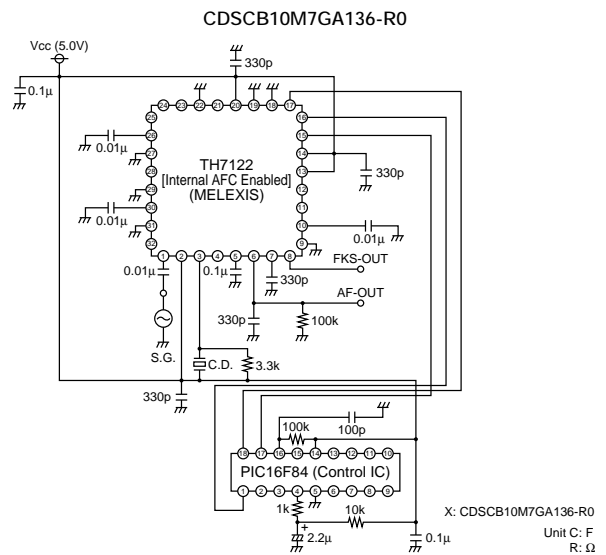 CDSCB10M7GA136-R0
Vcc (5.0V)
330p
0.1µ
24 23 22 21 20 19 18 17
25 16
26 15
0.01µ
27 14
TH7122
28 13
[Internal AFC Enabled]
330p
29 12
(MELEXIS)
30 11
0.01µ
31 10
0.01µ
32 9
1 2 3 4 5 6 7 8
FKS-OUT
0.01µ
0.1µ
330p
AF-OUT
330p
100k
S.G.
C.D.
3.3k
330p
100k
100p
18 17 16 15 14 13 12 11 10
PIC16F84 (Control IC)
1 2 3 4 5 6 7 8 9
1k
10k
X: CDSCB10M7GA136-R0
+
2.2µ
0.1µ
Unit C: F
R: Ω